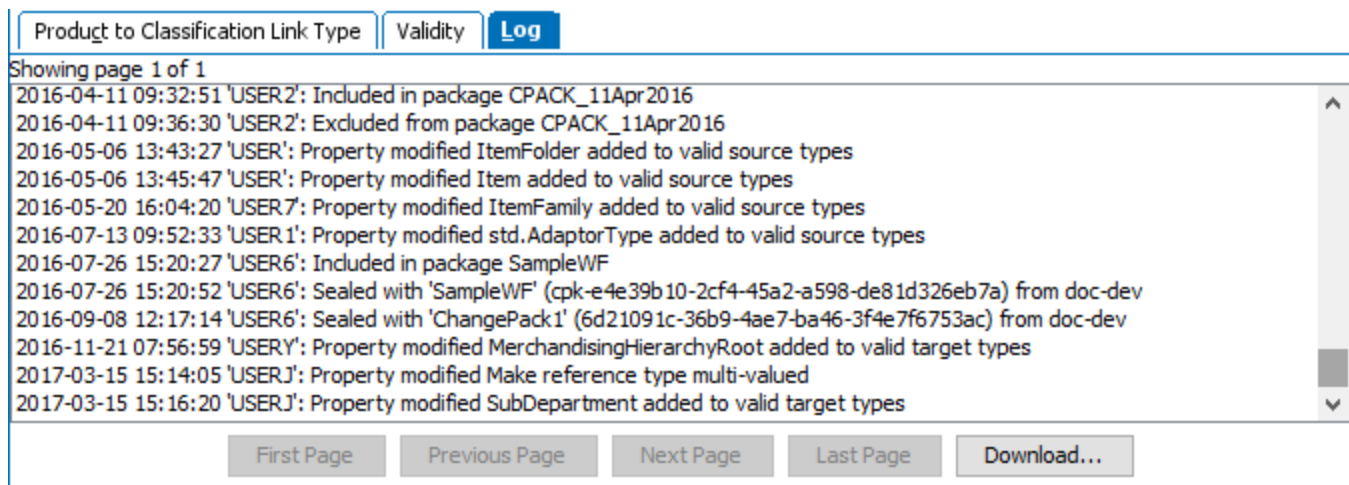 Product to Classification Link Type Validity Log
Showing page 1 of 1
2016-04-11 09:32:51 'USER2': Included in package CPACK_11Apr2016
2016-04-11 09:36:30 'USER2': Excluded from package CPACK_11Apr2016
2016-05-06 13:43:27 'USER': Property modified ItemFolder added to valid source types
2016-05-06 13:45:47 'USER': Property modified Item added to valid source types
2016-05-20 16:04:20 'USER7': Property modified ItemFamily added to valid source types
2016-07-13 09:52:33 'USER1': Property modified std.AdaptorType added to valid source types
2016-07-26 15:20:27 'USER6': Included in package SampleWF
2016-07-26 15:20:52 'USER6': Sealed with 'SampleWF' (cpk-e4e39b10-2cf4-45a2-a598-de81d326eb7a) from doc-dev
2016-09-08 12:17:14 'USER6': Sealed with 'ChangePack1' (6d21091c-36b9-4ae7-ba46-3f4e7f6753ac) from doc-dev
2016-11-21 07:56:59 'USERY': Property modified MerchandisingHierarchyRoot added to valid target types
2017-03-15 15:14:05 'USERJ': Property modified Make reference type multi-valued
2017-03-15 15:16:20 'USERJ': Property modified SubDepartment added to valid target types
First Page Previous Page Next Page Last Page Download...